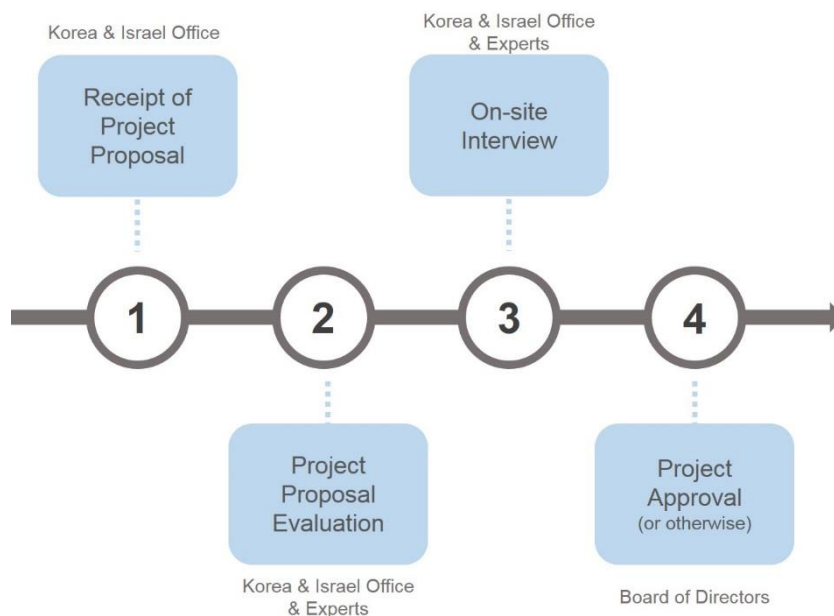 Korea & Israel Office
Receipt of
Project
Proposal
Korea & Israel Office
& Experts
On-site
Interview
1
2
3
4
Project
Proposal
Evaluation
Korea & Israel Office
& Experts
Project
Approval
(or otherwise)
Board of Directors